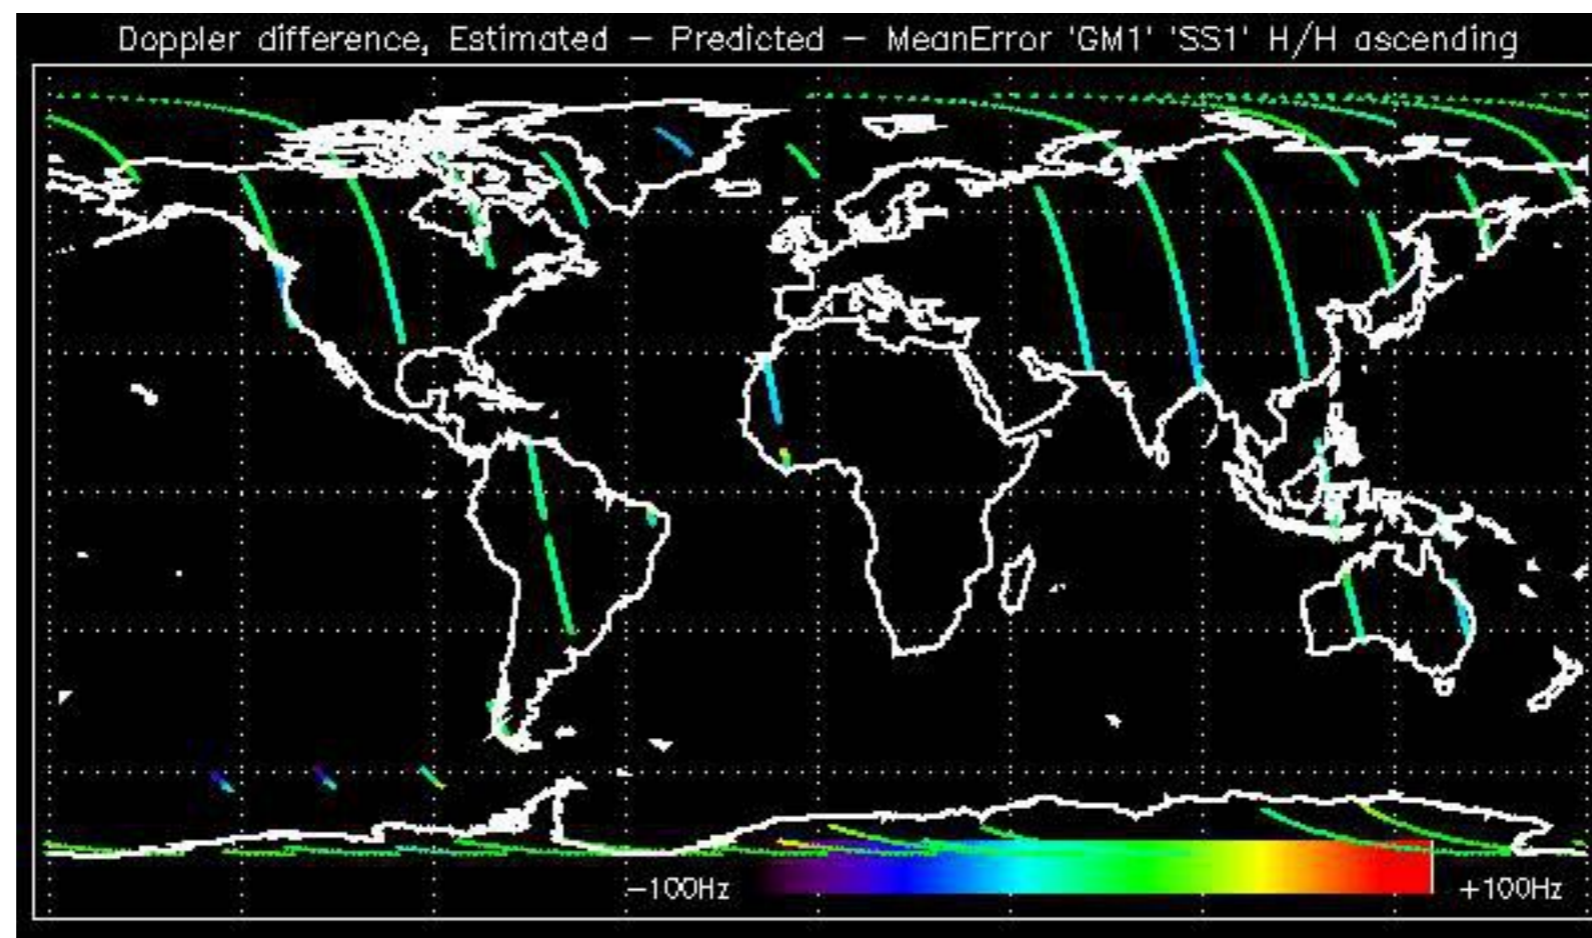 Doppler difference, Estimated – Predicted – MeanError 'GM1' 'SS1' H/H ascending
−100Hz +100Hz